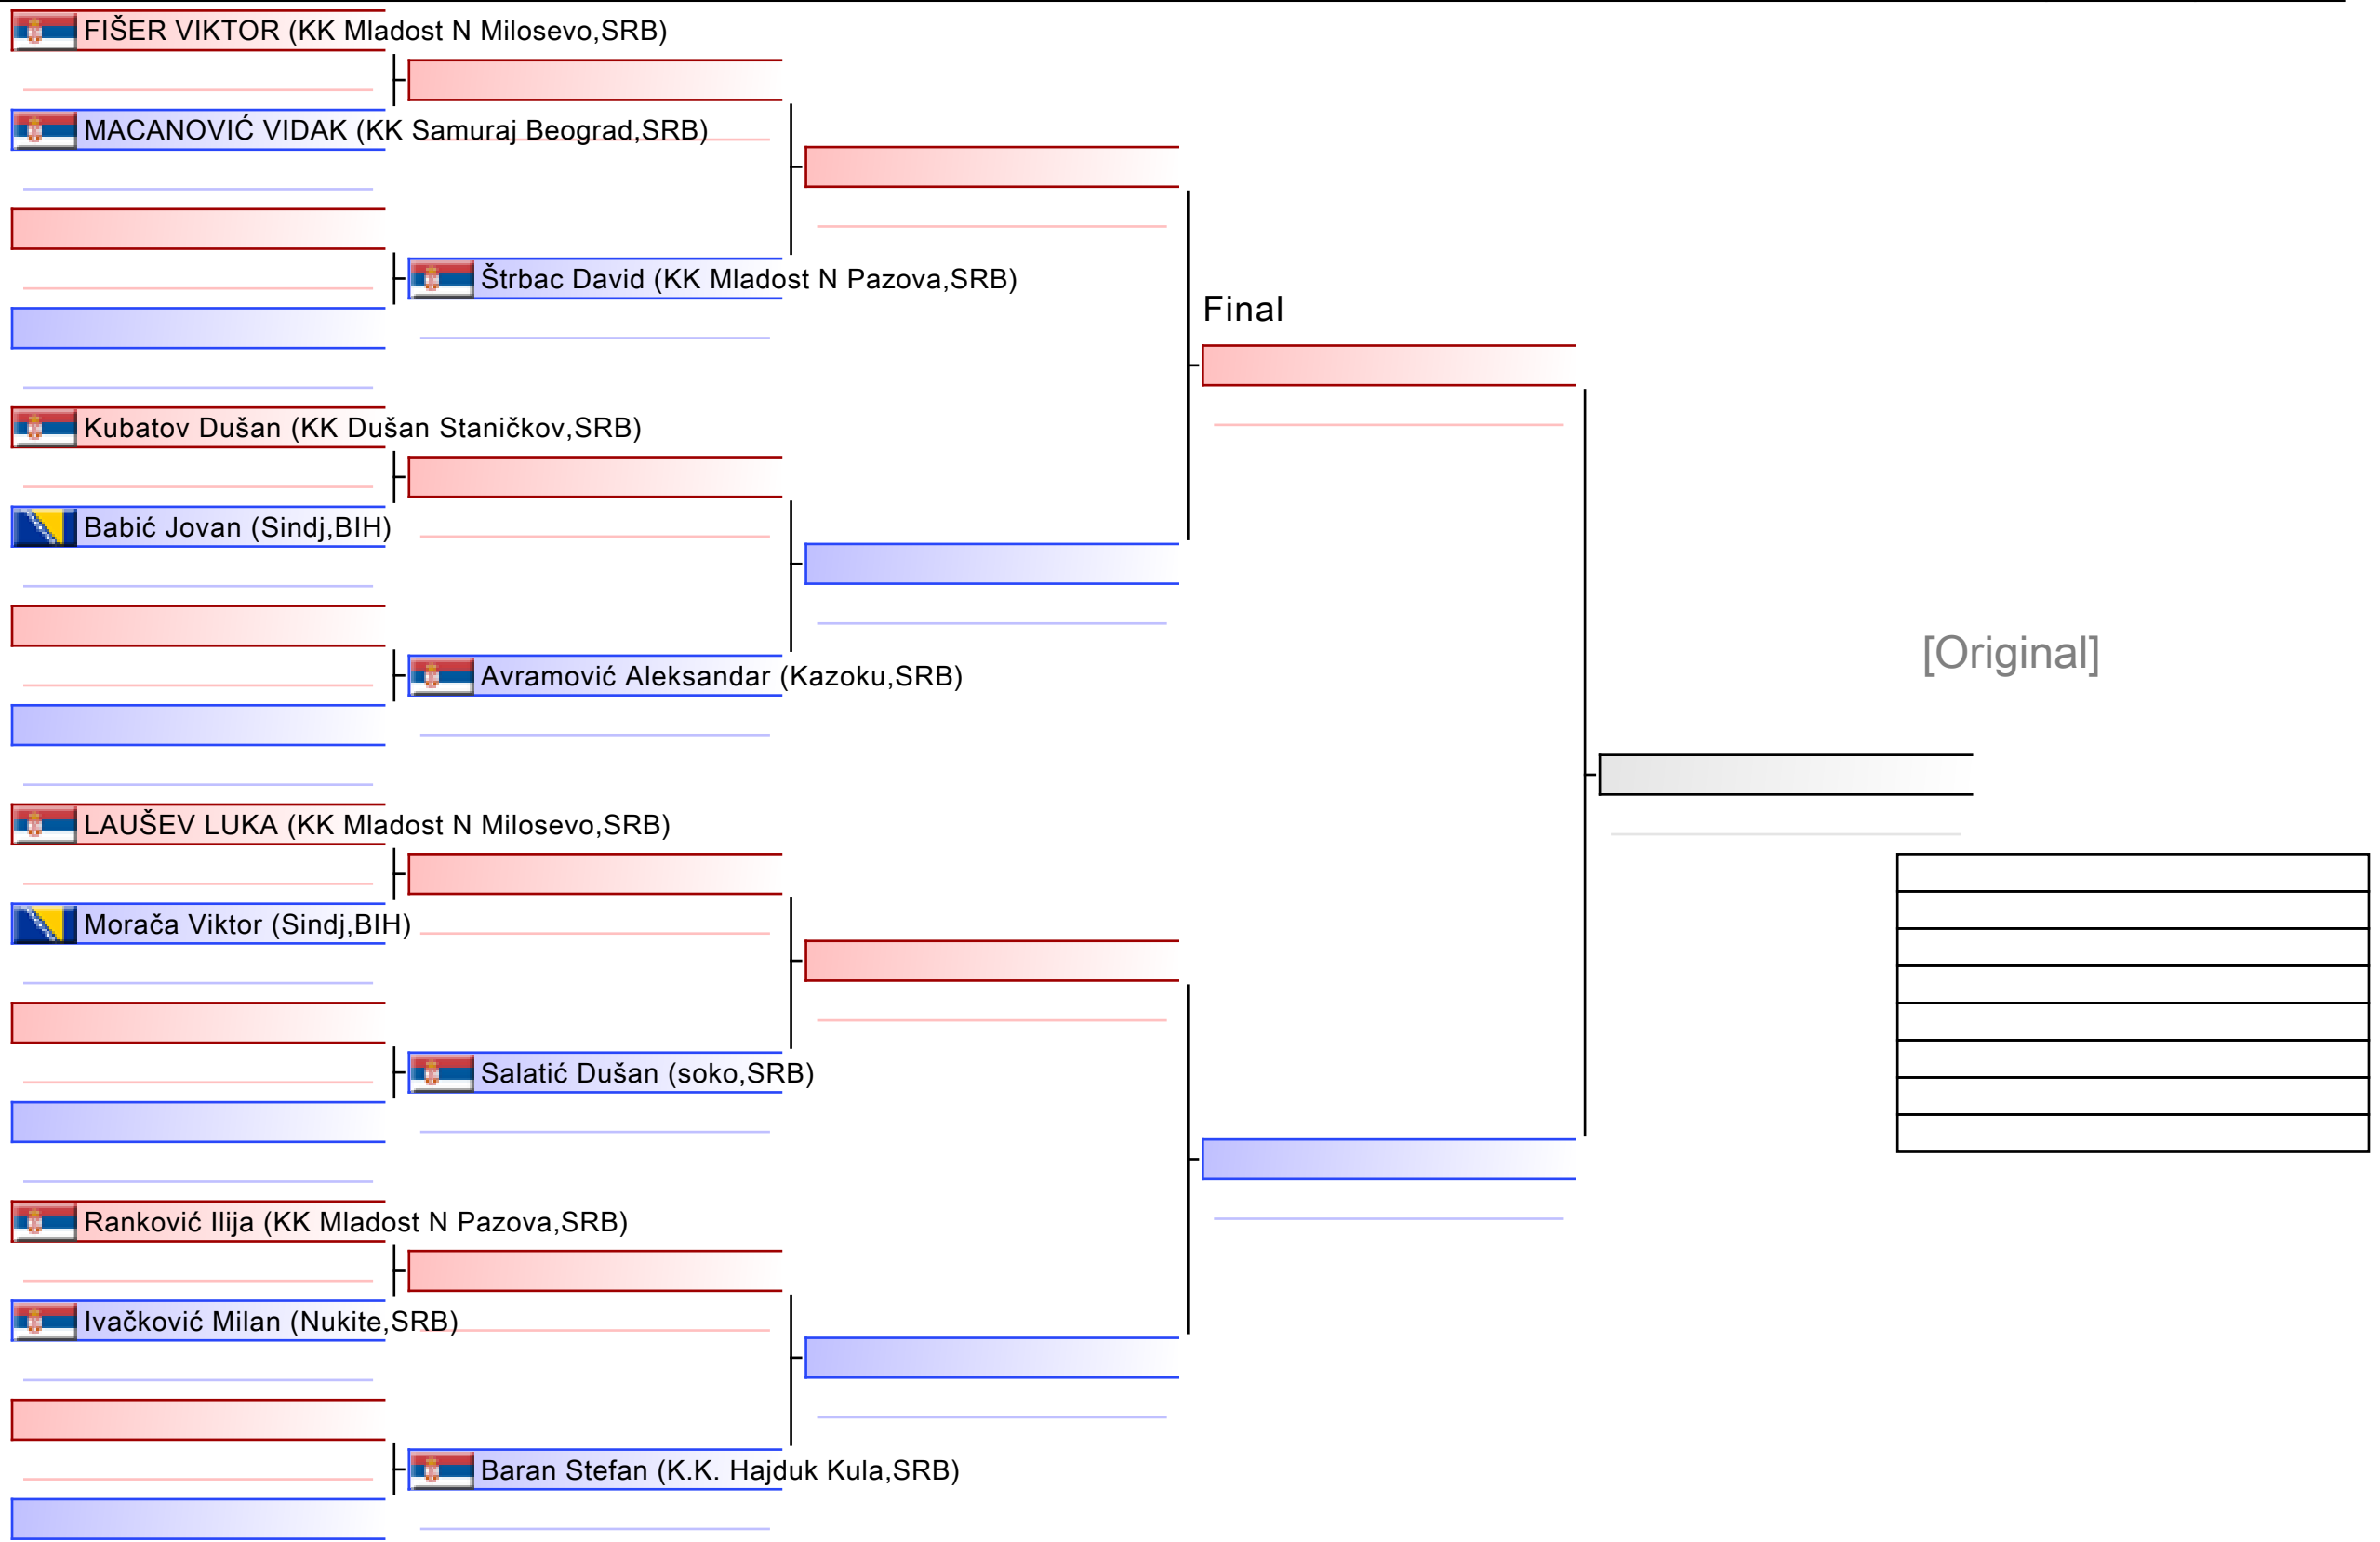 FIŠER VIKTOR (KK Mladost N Milosevo,SRB)
MACANOVIĆ VIDAK (KK Samuraj Beograd,SRB)
Štrbac David (KK Mladost N Pazova,SRB)
Final
Kubatov Dušan (KK Dušan Staničkov,SRB)
Babić Jovan (Sindj,BIH)
[Original]
Avramović Aleksandar (Kazoku,SRB)
LAUŠEV LUKA (KK Mladost N Milosevo,SRB)
Morača Viktor (Sindj,BIH)
Salatić Dušan (soko,SRB)
Ranković Ilija (KK Mladost N Pazova,SRB)
Ivačković Milan (Nukite,SRB)
Baran Stefan (K.K. Hajduk Kula,SRB)